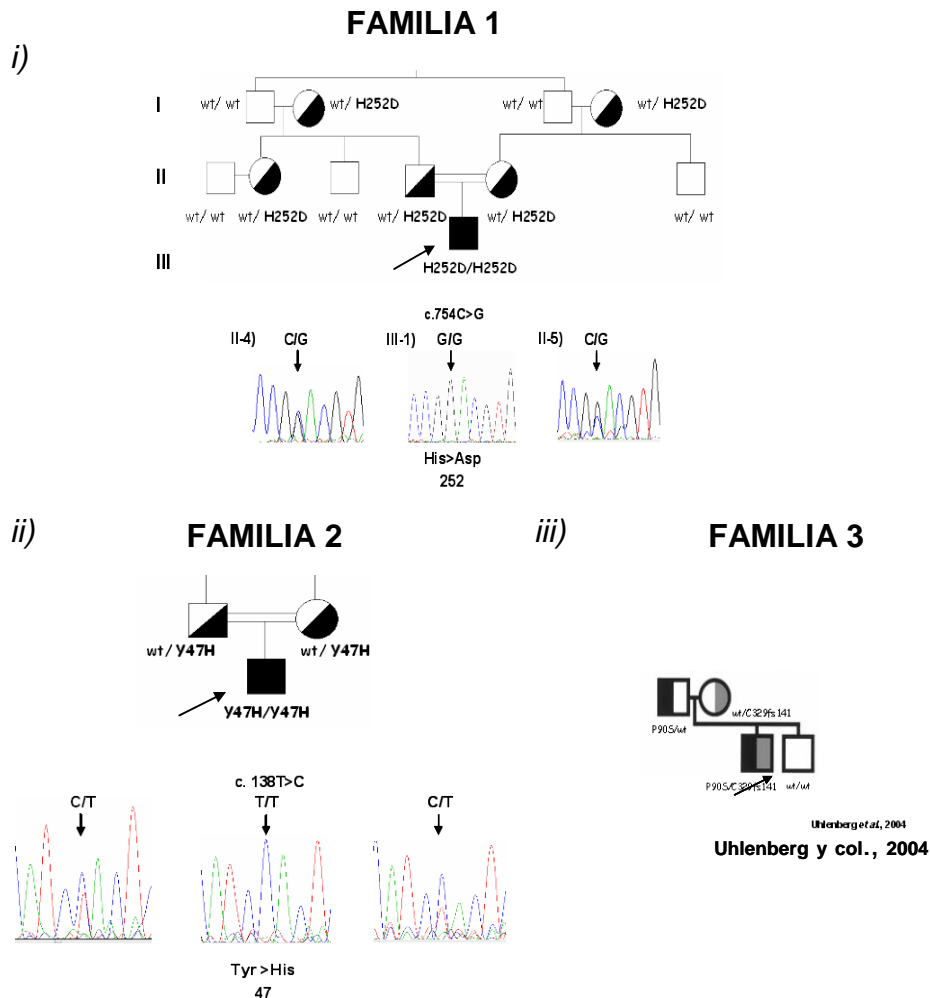 FAMILIA 1
i)
I
wt/ wt
wt/ H252D
wt/ wt
wt/ H252D
II
wt/ wt
wt/ H252D
wt/ wt
wt/ H252D
wt/ H252D
wt/ wt
III
H252D/H252D
c.754C>G
II-4)
C/G
III-1)
G/G
II-5)
C/G
His>Asp
252
ii)
FAMILIA 2
wt/ Y47H
wt/ Y47H
Y47H/Y47H
c. 138T>C
C/T
T/T
C/T
Tyr >His
47
iii)
FAMILIA 3
wt/C329fs141
P90S/wt
P90S/C329fs141
wt/wt
Uhlenberg et al., 2004
Uhlenberg y col., 2004